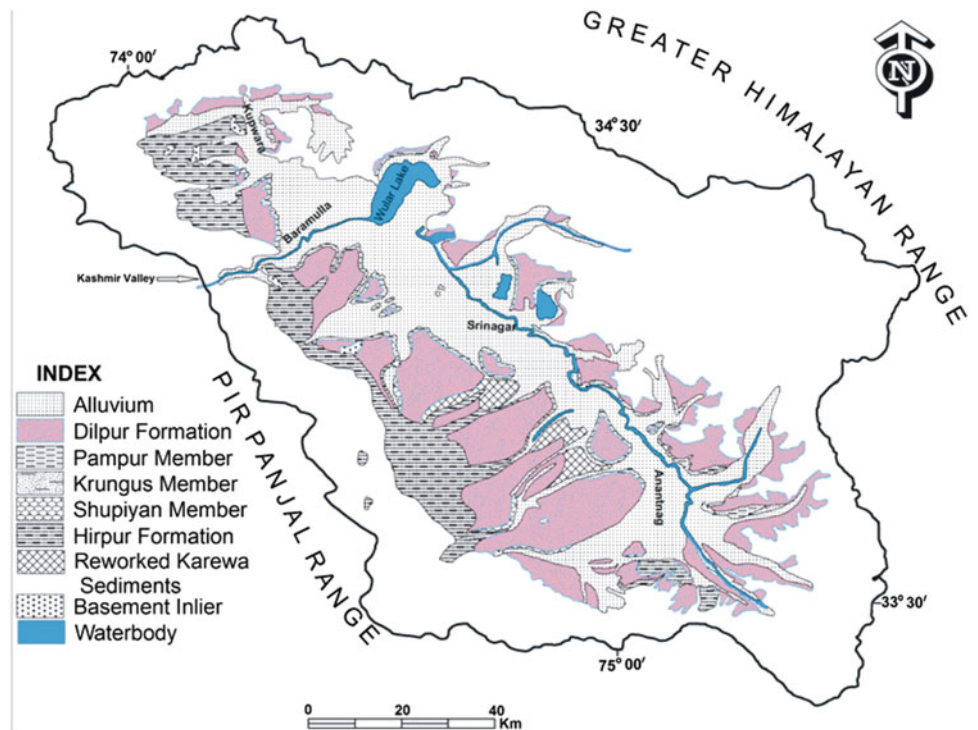 GREATER HIMALAYAN RANGE
N
74° 00′
34° 30′
Kupwara
Wular Lake
Baramulla
Kashmir Valley
Srinagar
INDEX
Alluvium
Dilpur Formation
Pampur Member
Krungus Member
Shupiyan Member
Hirpur Formation
Reworked Karewa
Sediments
Basement Inlier
Waterbody
PIR PANJAL RANGE
Anantnag
33° 30′
75° 00′
0 20 40
Km